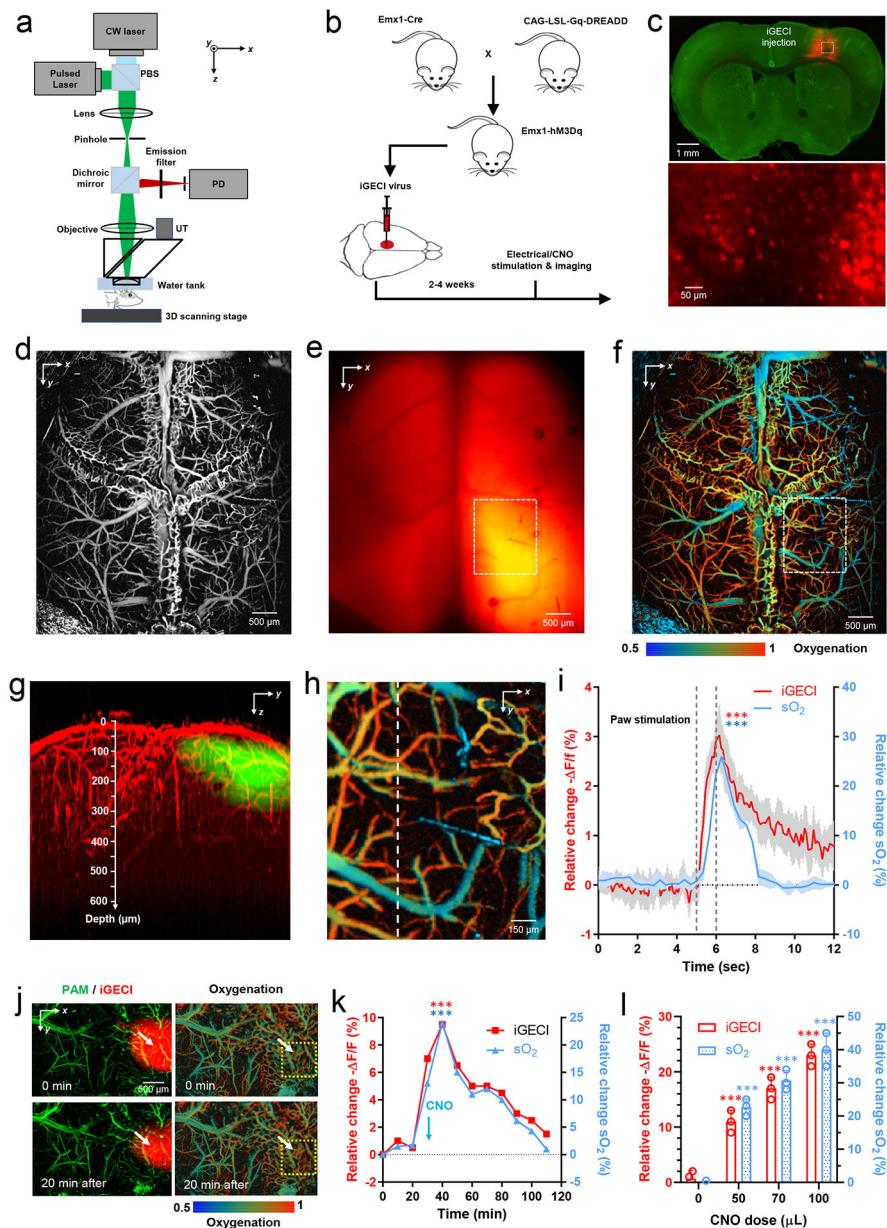 a
CW laser
Pulsed
Laser
PBS
y
x
z
Lens
Pinhole
Emission
filter
Dichroic
mirror
PD
Objective
UT
Water tank
3D scanning stage
b
Emx1-Cre
CAG-LSL-Gq-DREADD
X
Emx1-hM3Dq
iGECI virus
Electrical/CNO
stimulation & imaging
2-4 weeks
c
iGECI
injection
1 mm
50 µm
d
x
y
500 µm
e
x
y
500 µm
f
x
y
500 µm
0.5
1
Oxygenation
g
y
z
0
100
200
300
400
500
600
Depth (µm)
h
x
y
150 µm
i
Relative change -ΔF/f (%)
4
3
2
1
0
-1
Paw stimulation
***
***
iGECI
sO2
40
30
20
10
0
-10
Relative change sO2
(%)
0
2
4
6
8
10
12
Time (sec)
j
PAM / iGECI
Oxygenation
x
y
0 min
500 µm
0 min
20 min after
20 min after
0.5
1
Oxygenation
k
Relative change -ΔF/F (%)
10
8
6
4
2
0
-2
***
***
iGECI
sO2
CNO
25
20
15
10
5
0
-5
Relative change sO2
(%)
0
20
40
60
80
100
120
Time (min)
l
Relative change -ΔF/F (%)
30
20
10
0
iGECI
sO2
***
***
***
***
***
***
50
40
30
20
10
0
Relative change sO2
(%)
0
50
70
100
CNO dose (µL)